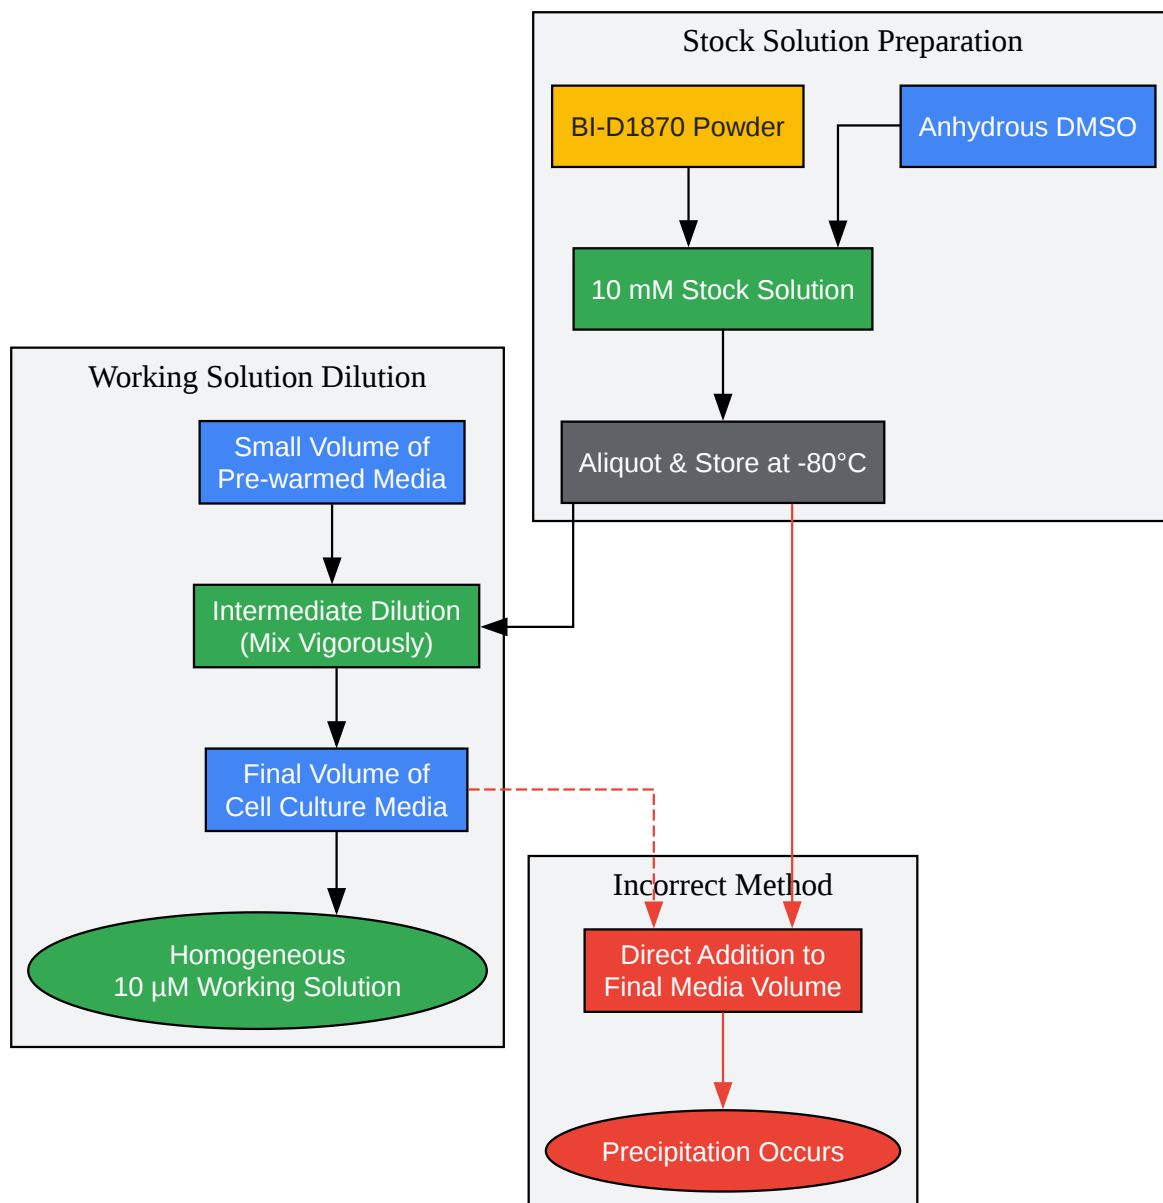 Stock Solution Preparation
BI-D1870 Powder
Anhydrous DMSO
10 mM Stock Solution
Aliquot & Store at -80°C
Working Solution Dilution
Small Volume of
Pre-warmed Media
Intermediate Dilution
(Mix Vigorously)
Final Volume of
Cell Culture Media
Homogeneous
10 µM Working Solution
Incorrect Method
Direct Addition to
Final Media Volume
Precipitation Occurs